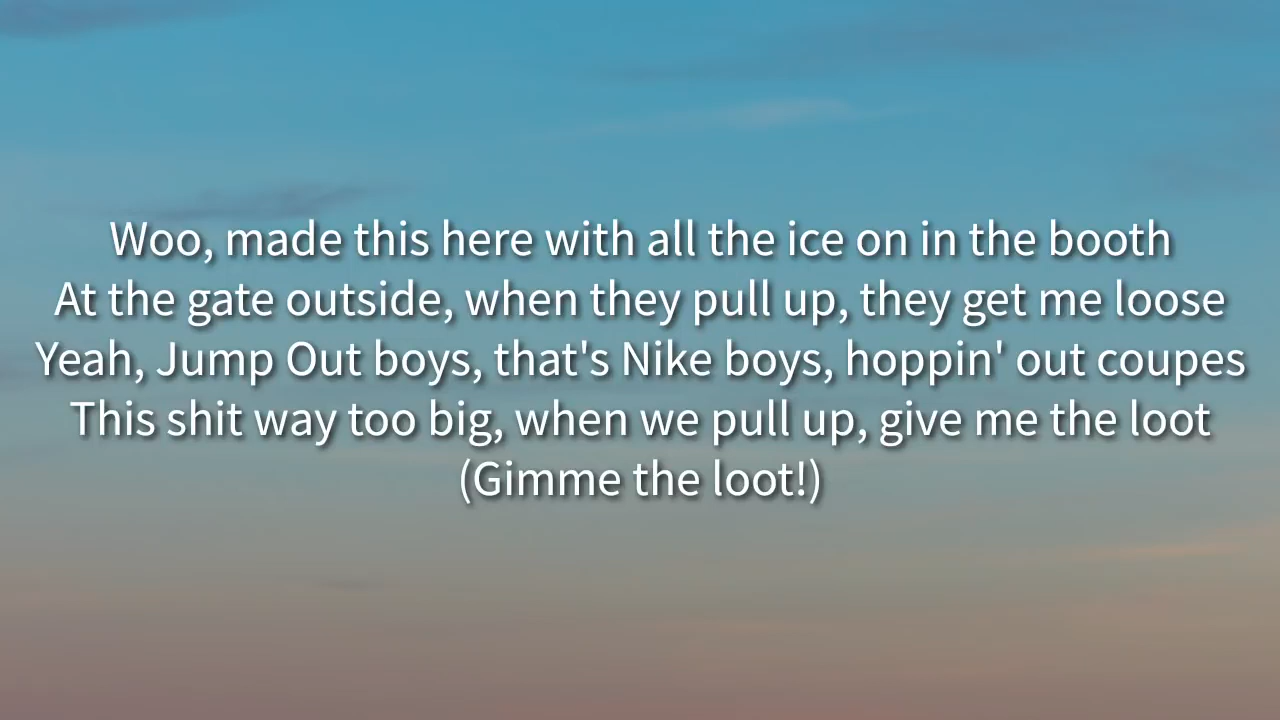 Woo, made this here with all the ice on in the booth
At the gate outside, when they pull up, they get me loose
Yeah, Jump Out boys, that's Nike boys, hoppin' out coupes
This shit way too big, when we pull up, give me the loot
(Gimme the loot!)